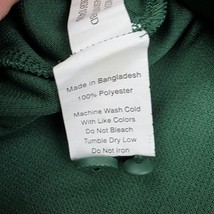 Made in Bangladesh
100% Polyester
Machine Wash Cold
With Like Colors
Do Not Bleach
Tumble Dry Low
Do Not Iron